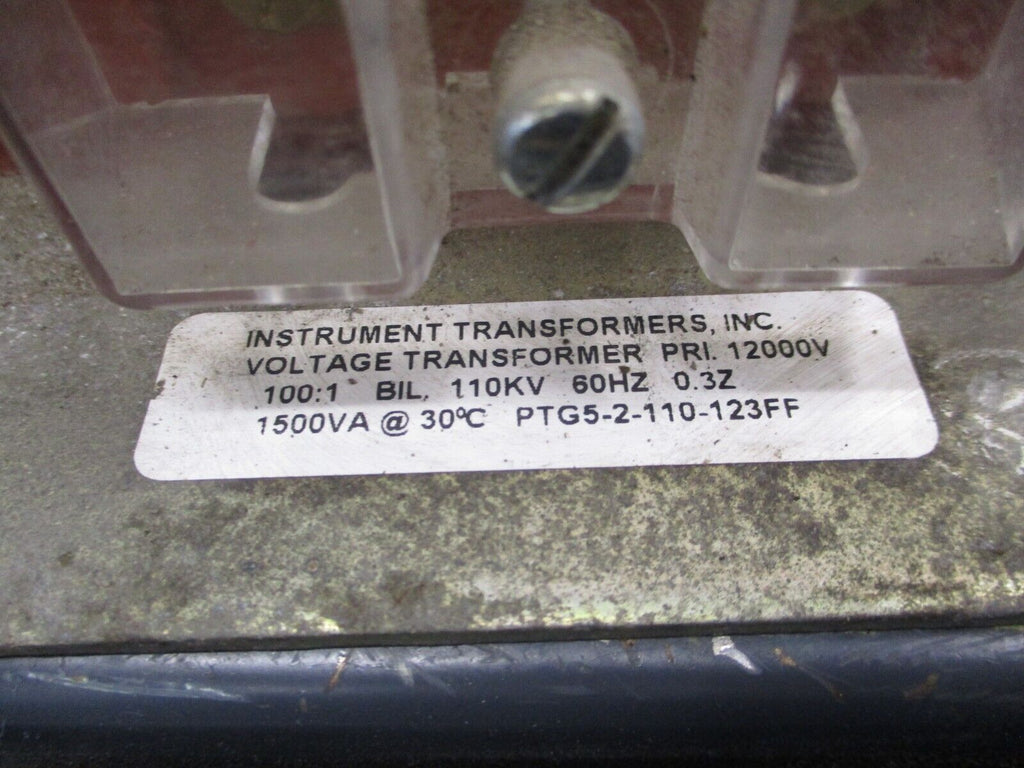 INSTRUMENT TRANSFORMERS, INC.
VOLTAGE TRANSFORMER PRI. 12000V
100:1 BIL. 110KV 60HZ 0.3Z
1500VA @ 30ºC PTG5-2-110-123FF